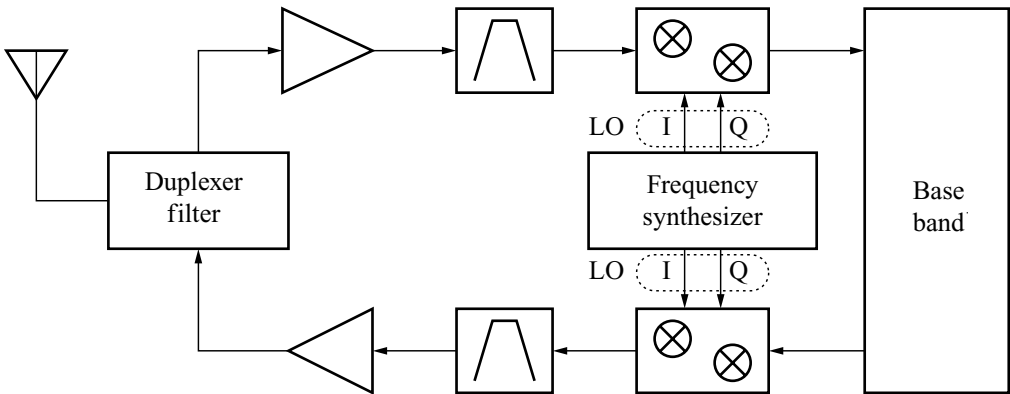 LO I Q
Duplexer
filter
Frequency
synthesizer
Base
band
LO I Q